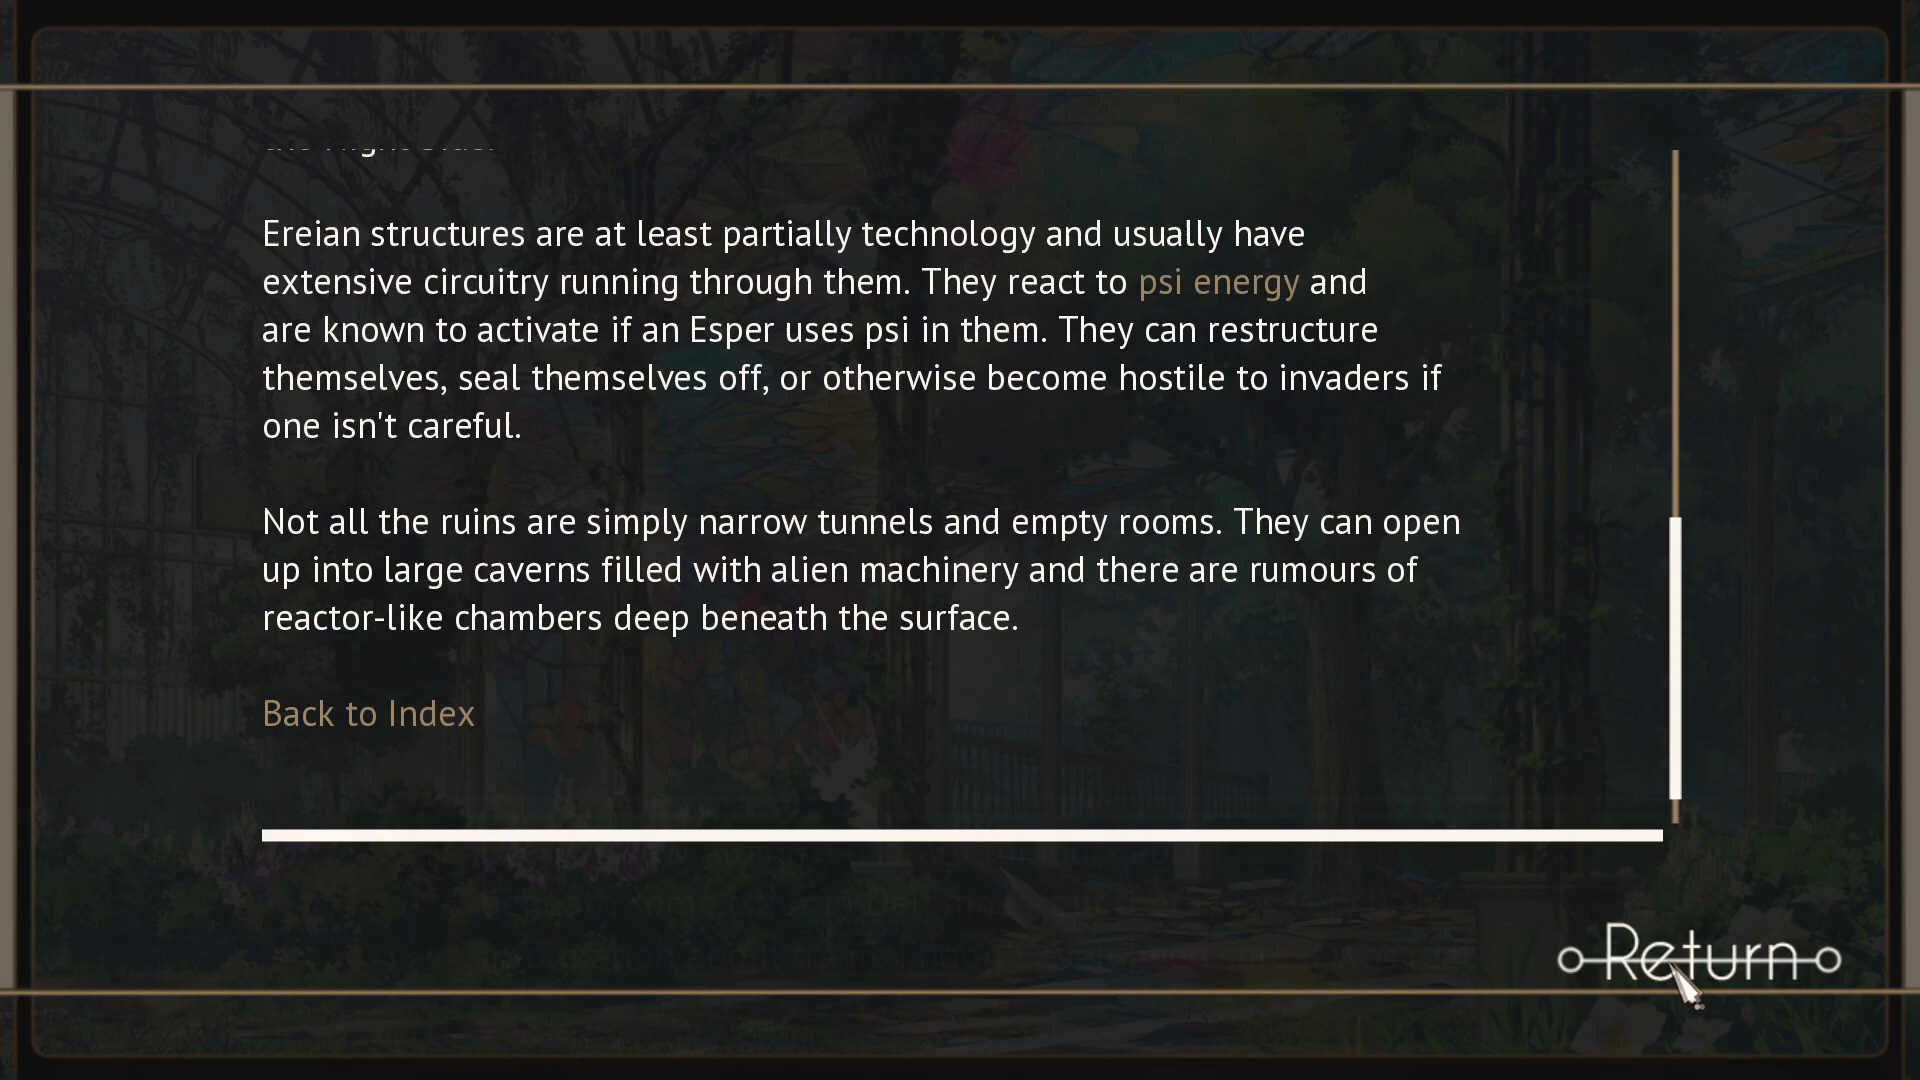 Ereian structures are at least partially technology and usually have
extensive circuitry running through them. They react to psi energy and
are known to activate if an Esper uses psi in them. They can restructure
themselves, seal themselves off, or otherwise become hostile to invaders if
one isn't careful.
Not all the ruins are simply narrow tunnels and empty rooms. They can open
up into large caverns filled with alien machinery and there are rumours of
reactor-like chambers deep beneath the surface.
Back to Index
Return